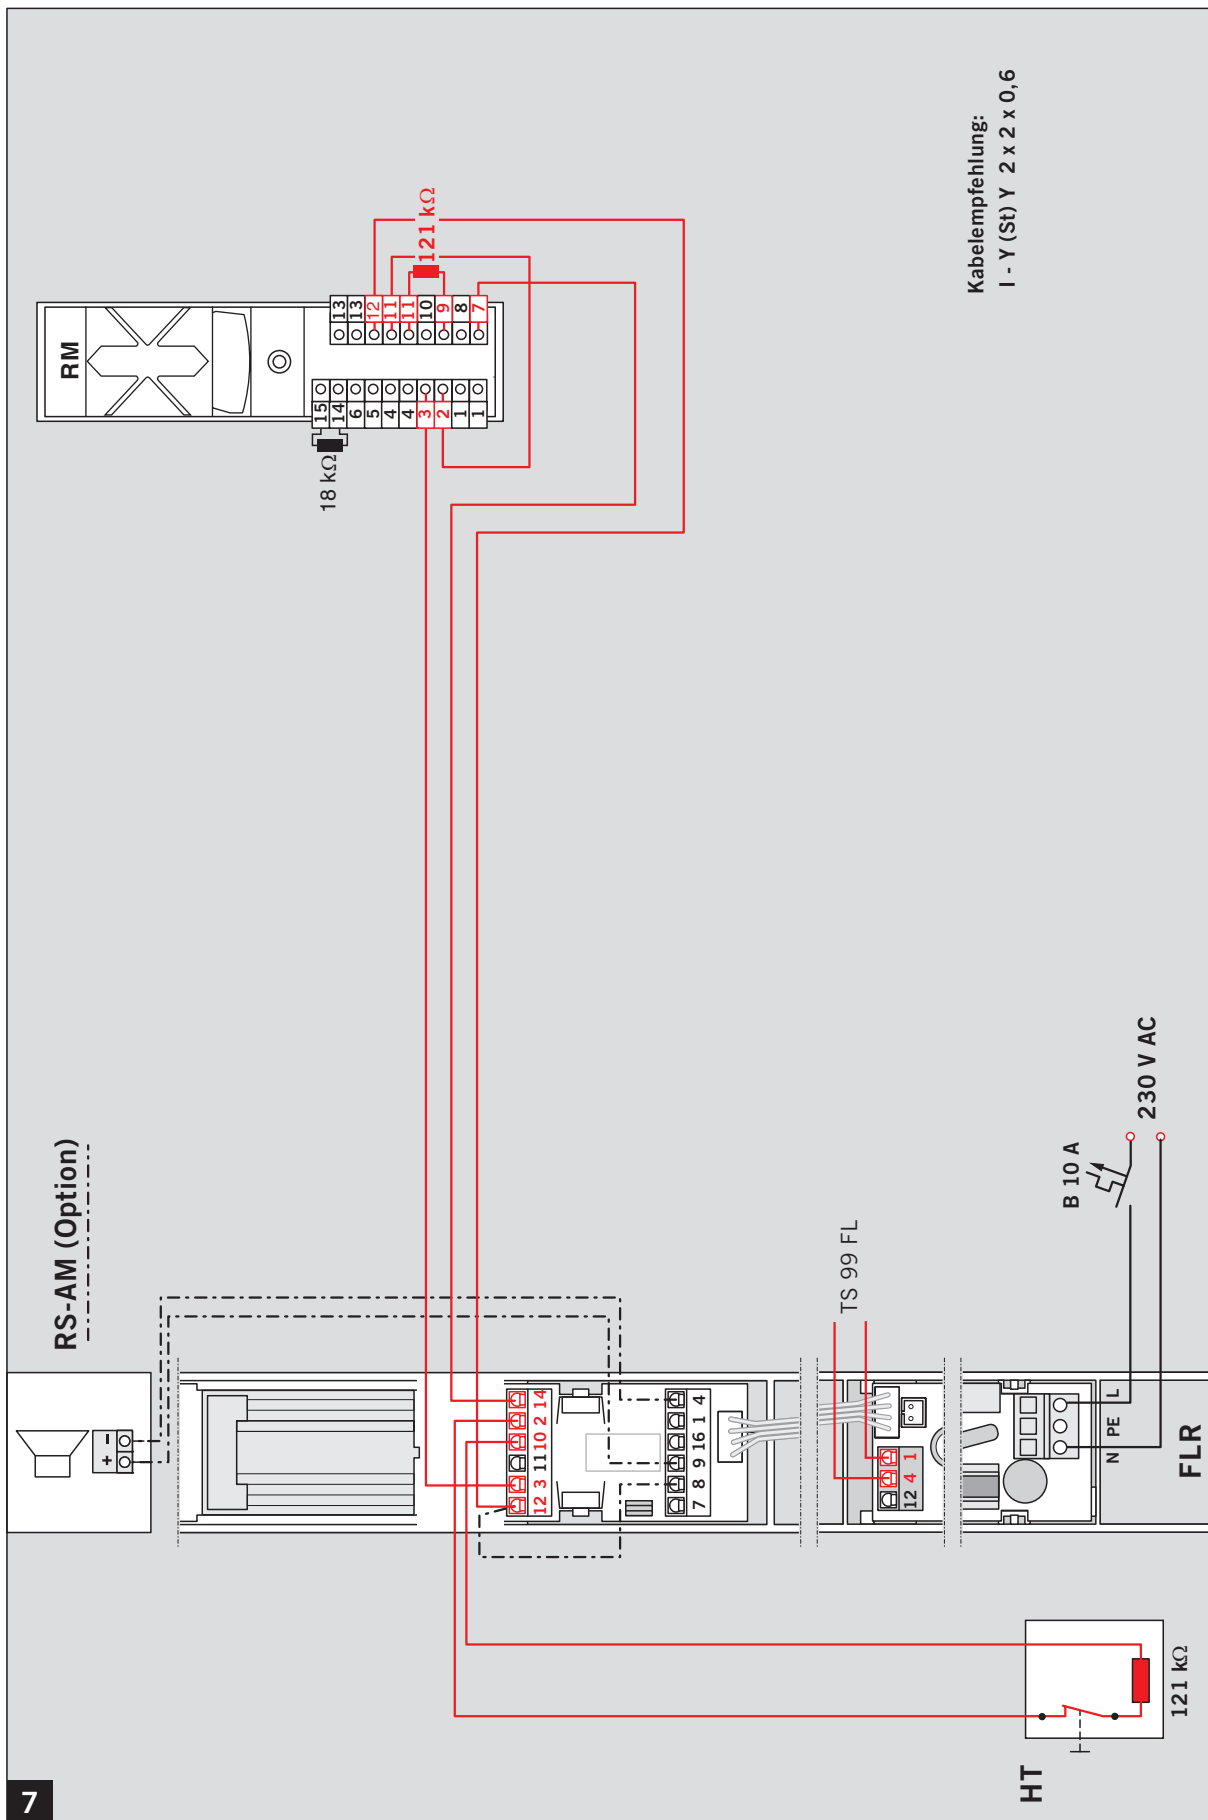 RS-AM (Option)
– +
RM
15
14
6
5
4
4
3
2
1
1
13
13
12
11
11
10
9
8
7
18 kΩ
121 kΩ
Kabelempfehlung:
I - Y (St) Y 2 x 2 x 0,6
12 3 11 10 2 14
7 8 9 16 1 4
12 4 1
TS 99 FL
B 10 A
230 V AC
N PE L
FLR
HT
121 kΩ
7